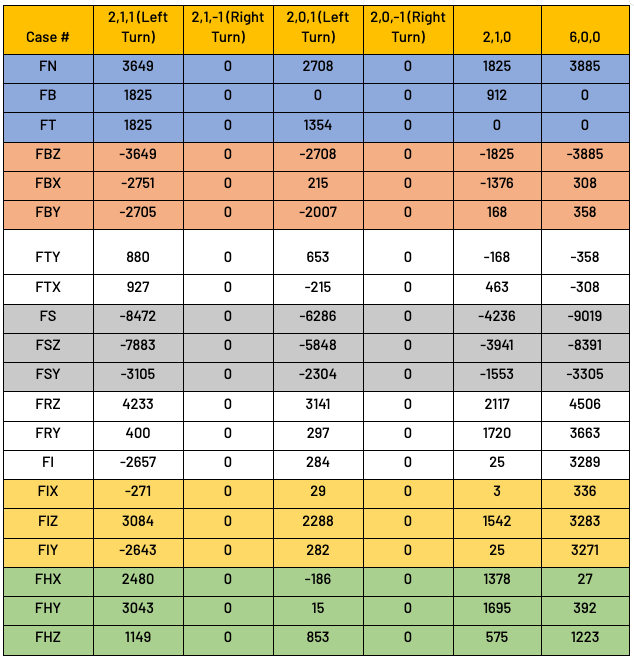 Case # 2,1,1 (Left Turn) 2,1,-1 (Right Turn) 2,0,1 (Left Turn) 2,0,-1 (Right Turn) 2,1,0 6,0,0
FN 3649 0 2708 0 1825 3885
FB 1825 0 0 0 912 0
FT 1825 0 1354 0 0 0
FBZ -3649 0 -2708 0 -1825 -3885
FBX -2751 0 215 0 -1376 308
FBY -2705 0 -2007 0 168 358
FTY 880 0 653 0 -168 -358
FTX 927 0 -215 0 463 -308
FS -8472 0 -6286 0 -4236 -9019
FSZ -7883 0 -5848 0 -3941 -8391
FSY -3105 0 -2304 0 -1553 -3305
FRZ 4233 0 3141 0 2117 4506
FRY 400 0 297 0 1720 3663
FI -2657 0 284 0 25 3289
FIX -271 0 29 0 3 336
FIZ 3084 0 2288 0 1542 3283
FIY -2643 0 282 0 25 3271
FHX 2480 0 -186 0 1378 27
FHY 3043 0 15 0 1695 392
FHZ 1149 0 853 0 575 1223